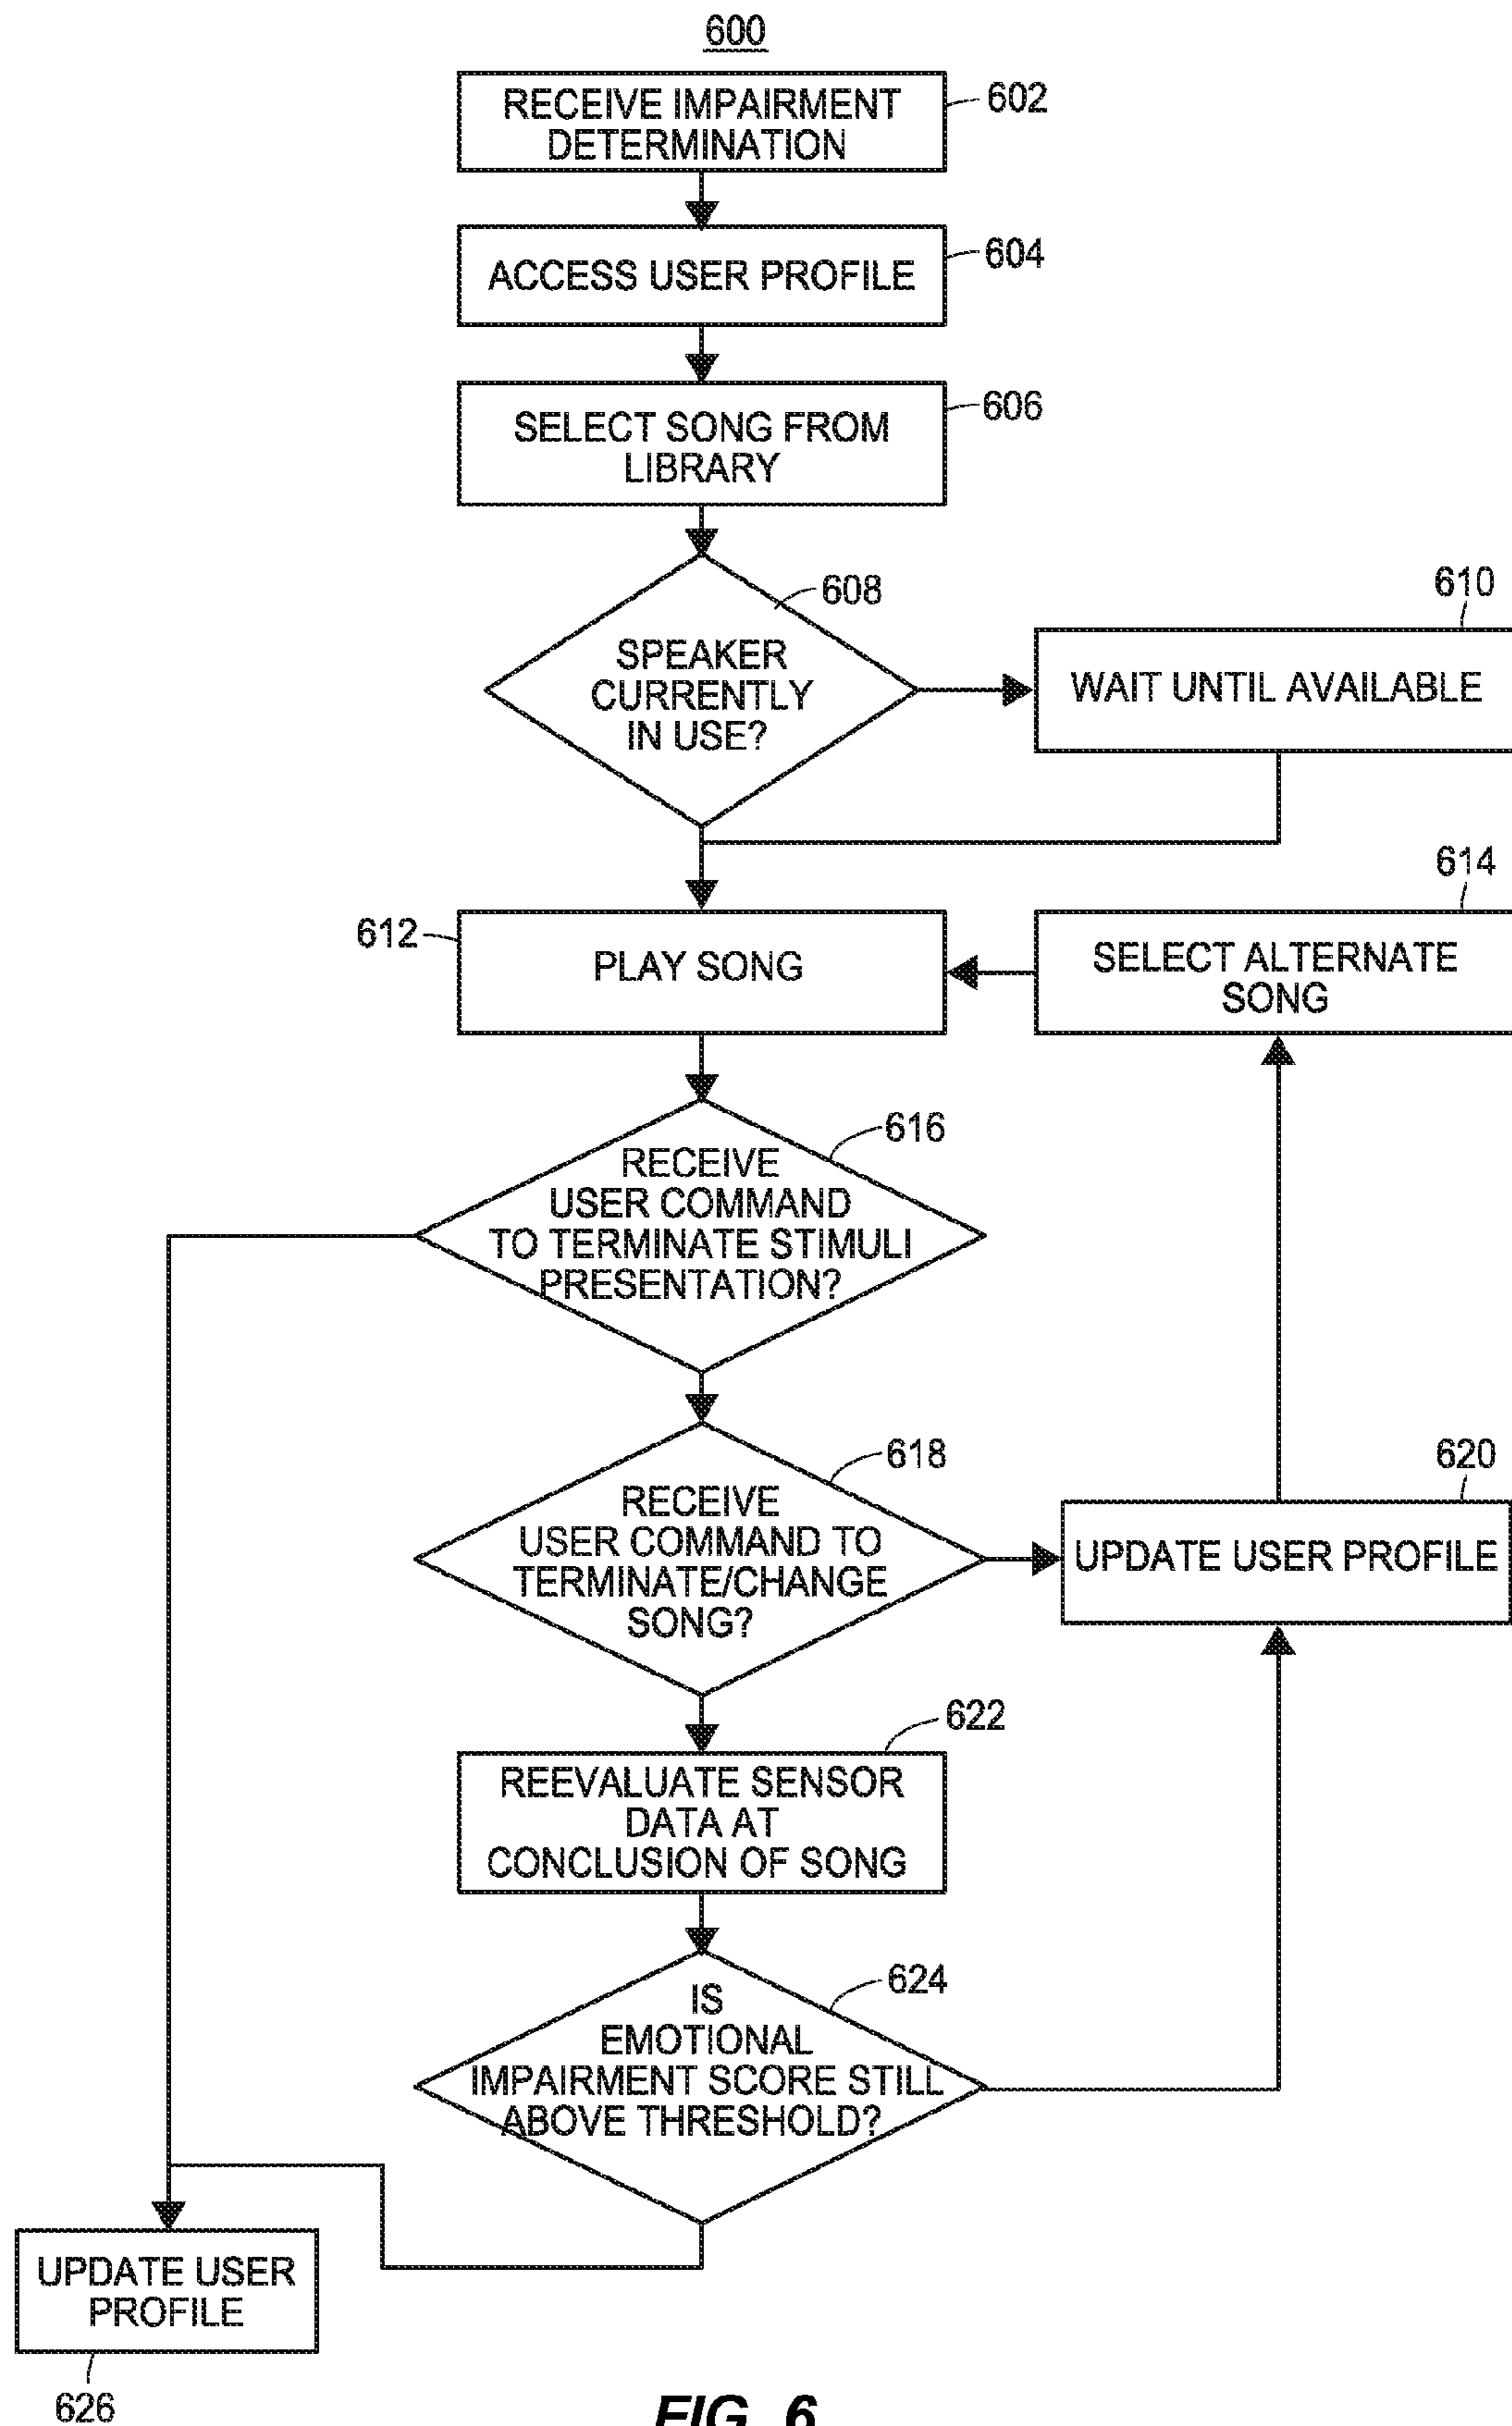 600
RECEIVE IMPAIRMENT
DETERMINATION
602
ACCESS USER PROFILE
604
SELECT SONG FROM
LIBRARY
606
608
SPEAKER
CURRENTLY
IN USE?
610
WAIT UNTIL AVAILABLE
612
PLAY SONG
614
SELECT ALTERNATE
SONG
616
RECEIVE
USER COMMAND
TO TERMINATE STIMULI
PRESENTATION?
618
RECEIVE
USER COMMAND TO
TERMINATE/CHANGE
SONG?
620
UPDATE USER PROFILE
622
REEVALUATE SENSOR
DATA AT
CONCLUSION OF SONG
624
IS
EMOTIONAL
IMPAIRMENT SCORE STILL
ABOVE THRESHOLD?
UPDATE USER
PROFILE
626
FIG. 6